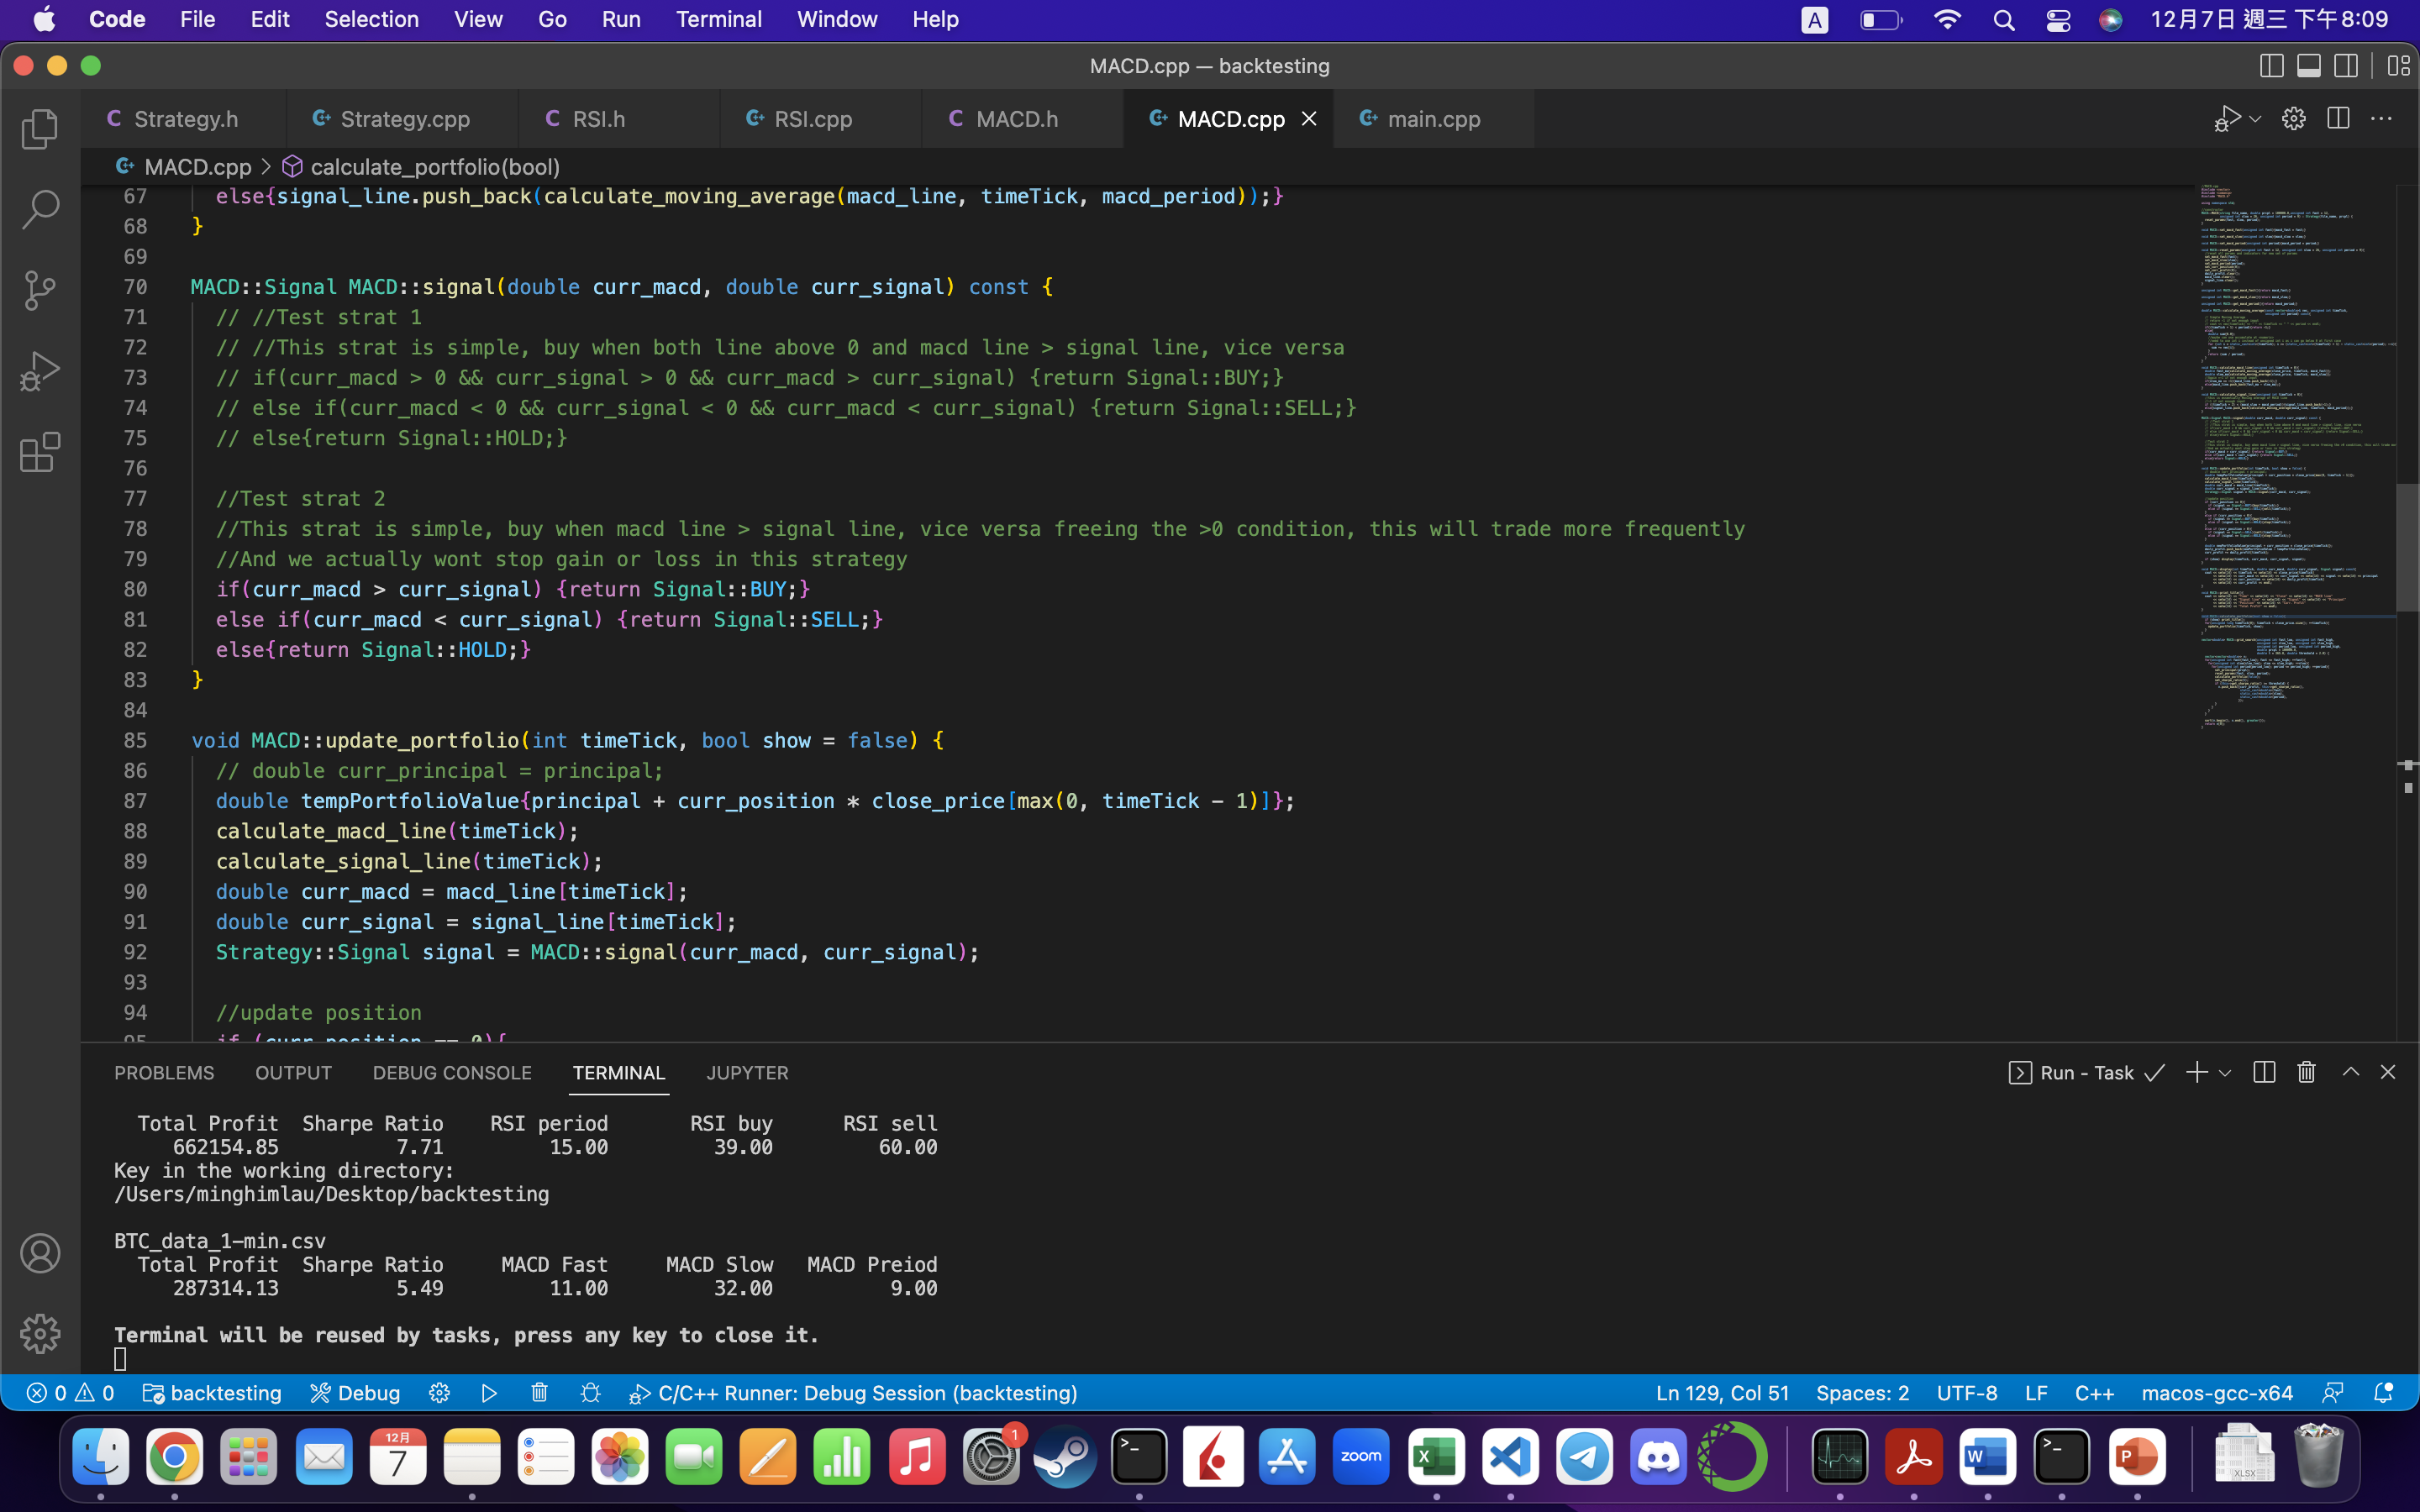 Code File Edit Selection View Go Run Terminal Window Help A 12月7日 週三 下午8:09
MACD.cpp — backtesting
C Strategy.h Strategy.cpp C RSI.h RSI.cpp C MACD.h MACD.cpp main.cpp
MACD.cpp > calculate_portfolio(bool)
67 else{signal_line.push_back(calculate_moving_average(macd_line, timeTick, macd_period));}
68 }
69
70 MACD::Signal MACD::signal(double curr_macd, double curr_signal) const {
71 // //Test strat 1
72 // //This strat is simple, buy when both line above 0 and macd line > signal line, vice versa
73 // if(curr_macd > 0 && curr_signal > 0 && curr_macd > curr_signal) {return Signal::BUY;}
74 // else if(curr_macd < 0 && curr_signal < 0 && curr_macd < curr_signal) {return Signal::SELL;}
75 // else{return Signal::HOLD;}
76
77 //Test strat 2
78 //This strat is simple, buy when macd line > signal line, vice versa freeing the >0 condition, this will trade more frequently
79 //And we actually wont stop gain or loss in this strategy
80 if(curr_macd > curr_signal) {return Signal::BUY;}
81 else if(curr_macd < curr_signal) {return Signal::SELL;}
82 else{return Signal::HOLD;}
83 }
84
85 void MACD::update_portfolio(int timeTick, bool show = false) {
86 // double curr_principal = principal;
87 double tempPortfolioValue{principal + curr_position * close_price[max(0, timeTick - 1)]};
88 calculate_macd_line(timeTick);
89 calculate_signal_line(timeTick);
90 double curr_macd = macd_line[timeTick];
91 double curr_signal = signal_line[timeTick];
92 Strategy::Signal signal = MACD::signal(curr_macd, curr_signal);
93
94 //update position
95 if (curr_position == 0){
PROBLEMS OUTPUT DEBUG CONSOLE TERMINAL JUPYTER Run - Task
Total Profit Sharpe Ratio RSI period RSI buy RSI sell
662154.85 7.71 15.00 39.00 60.00
Key in the working directory:
/Users/minghimlau/Desktop/backtesting
BTC_data_1-min.csv
Total Profit Sharpe Ratio MACD Fast MACD Slow MACD Preiod
287314.13 5.49 11.00 32.00 9.00
Terminal will be reused by tasks, press any key to close it.
0 0 backtesting Debug C/C++ Runner: Debug Session (backtesting) Ln 129, Col 51 Spaces: 2 UTF-8 LF C++ macos-gcc-x64
12月
7
1
zoom
X
W
P
XLSX